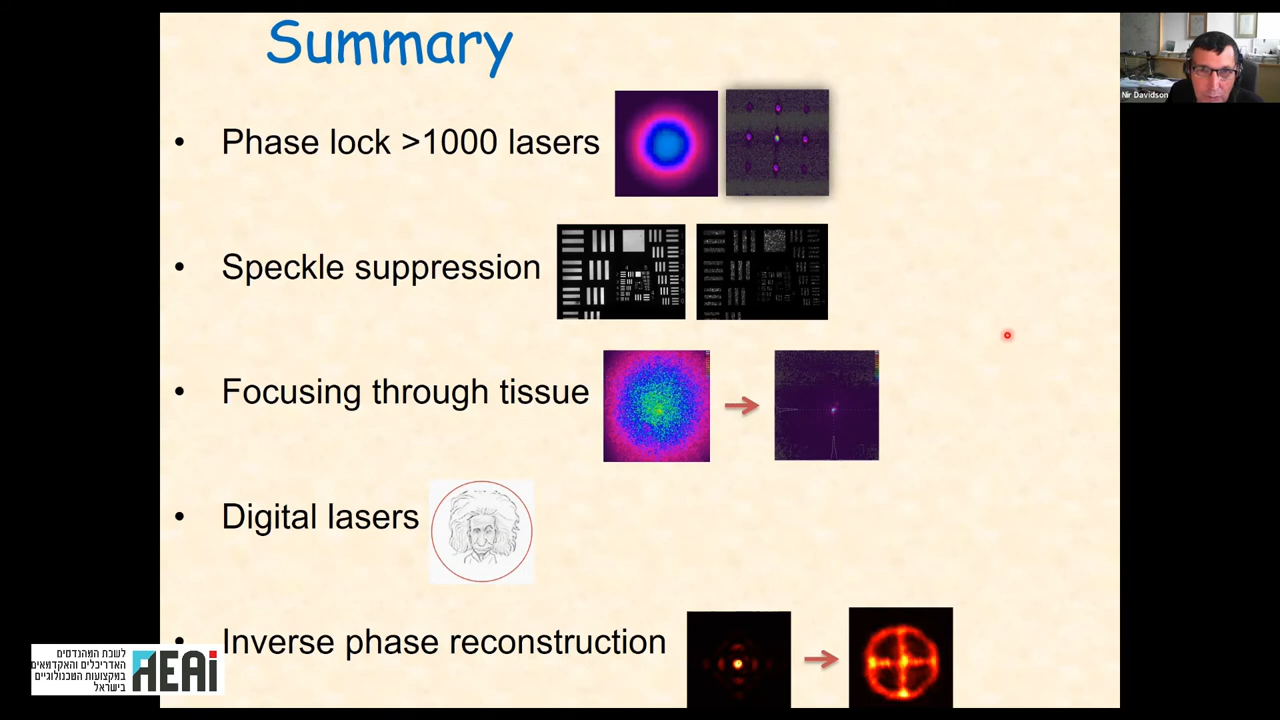 Summary
• Phase lock >1000 lasers
• Speckle suppression
• Focusing through tissue
• Digital lasers
• Inverse phase reconstruction
Nir Davidson
לשכת המהנדסים
האדריכלים והאקדמאים
במקצועות הטכנולוגיים
בישראל
AEAi